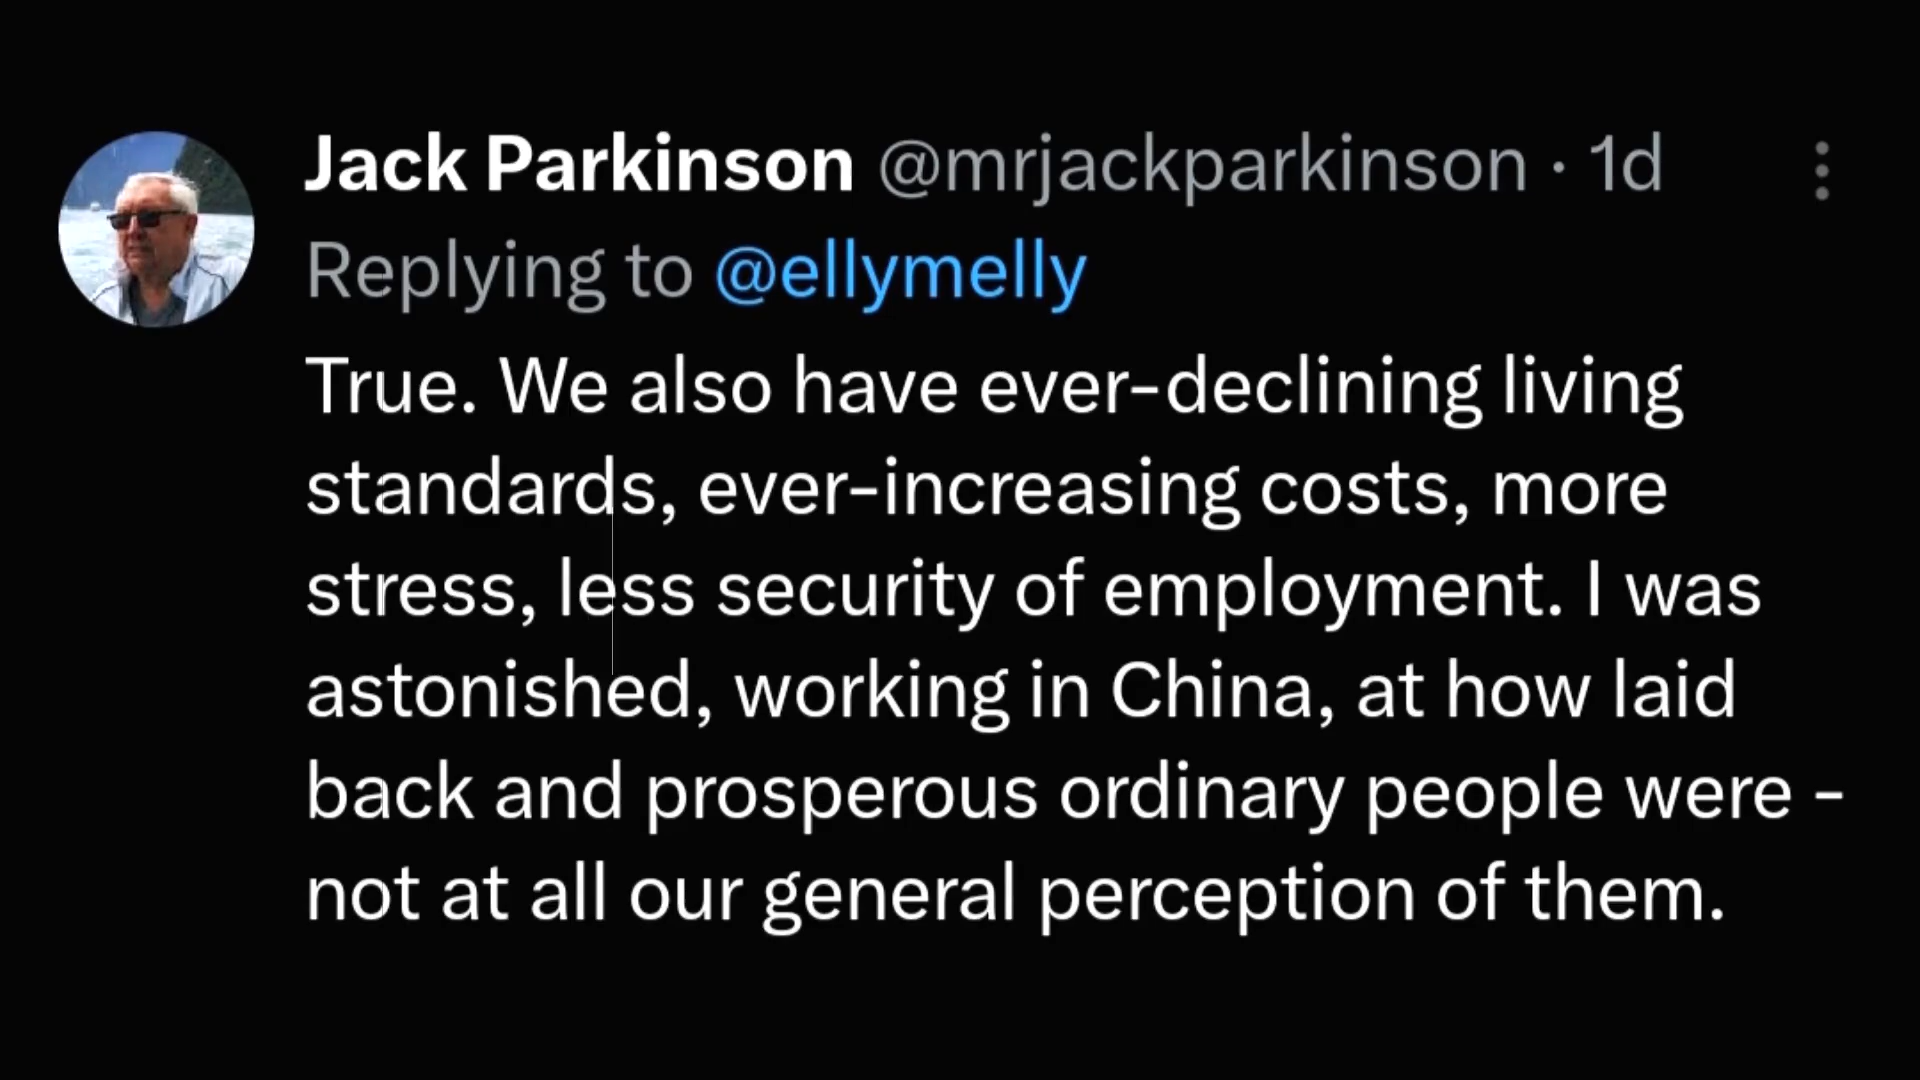 Jack Parkinson @mrjackparkinson · 1d
Replying to @ellymelly
True. We also have ever-declining living
standards, ever-increasing costs, more
stress, less security of employment. I was
astonished, working in China, at how laid
back and prosperous ordinary people were -
not at all our general perception of them.